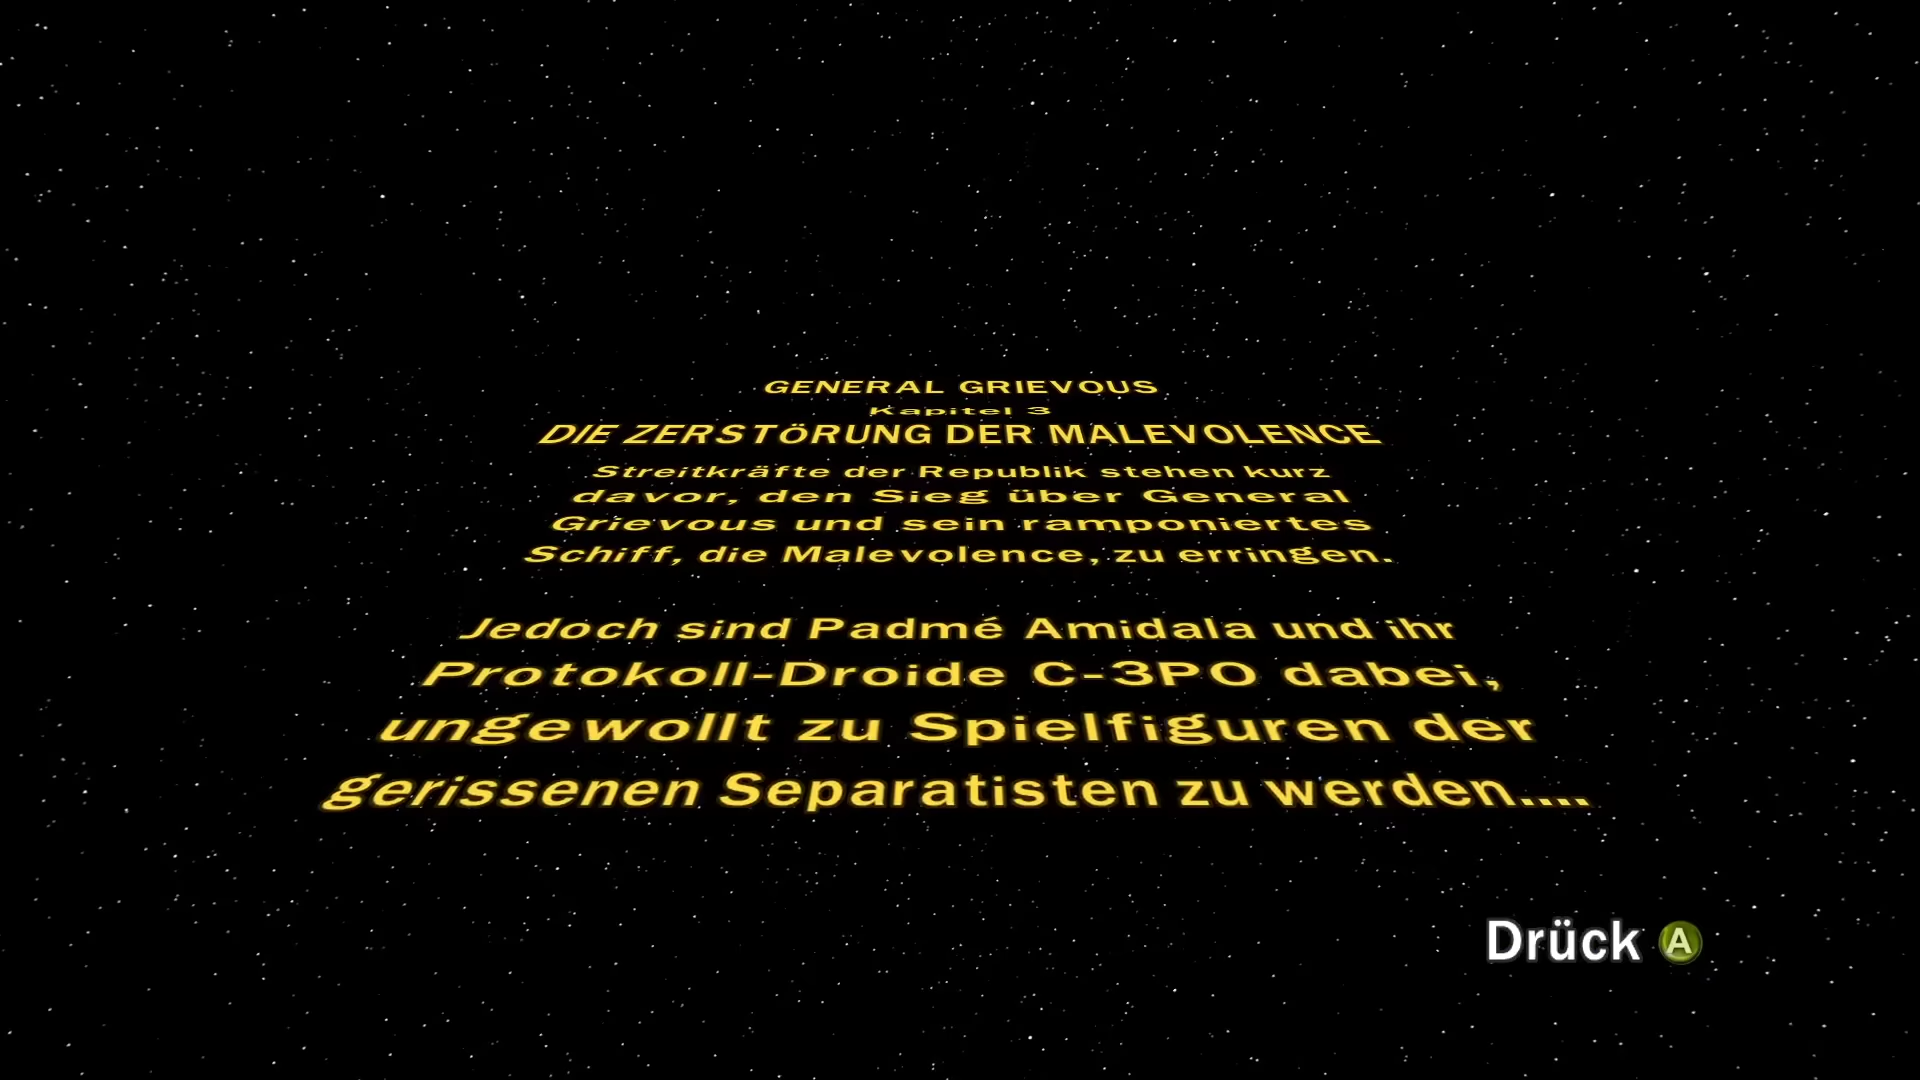 GENERAL GRIEVOUS
Kapitel 3
DIE ZERSTÖRUNG DER MALEVOLENCE
Streitkräfte der Republik stehen kurz
davor, den Sieg über General
Grievous und sein ramponiertes
Schiff, die Malevolence, zu erringen.
Jedoch sind Padmé Amidala und ihr
Protokoll-Droide C-3PO dabei,
ungewollt zu Spielfiguren der
gerissenen Separatisten zu werden....
Drück A